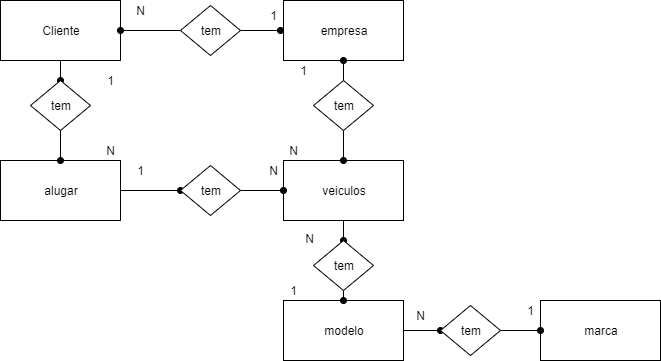 Cliente
N
tem
1
empresa
1
1
tem
tem
N
N
alugar
1
tem
N
veiculos
N
tem
1
modelo
N
tem
1
marca